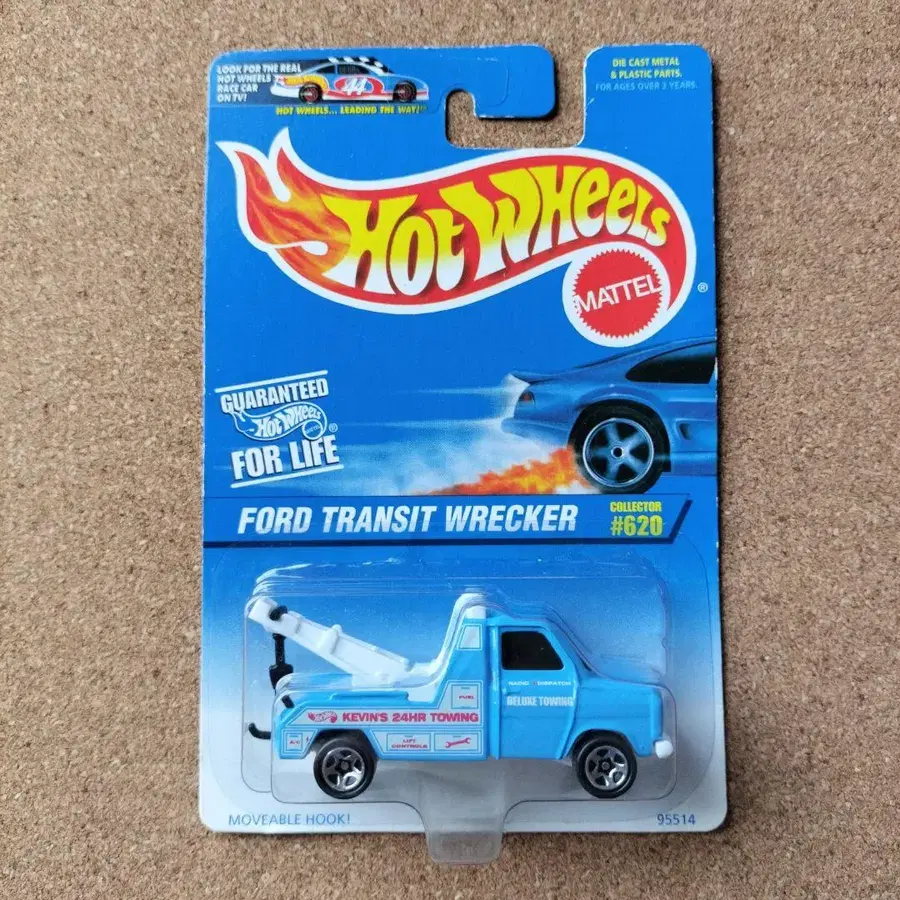 LOOK FOR THE REAL
HOT WHEELS
RACE CAR
ON TV!
44
HOT WHEELS... LEADING THE WAY!
DIE CAST METAL
& PLASTIC PARTS.
FOR AGES OVER 3 YEARS.
HOT WHEELS
MATTEL
®
GUARANTEED
HOT WHEELS
MATTEL
®
FOR LIFE
FORD TRANSIT WRECKER
COLLECTOR
#620
RADIO DISPATCH
DELUXE TOWING
FUEL
KEVIN'S 24HR TOWING
A/C
LIFT
CONTROLS
MOVEABLE HOOK!
95514